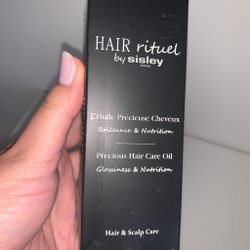 HAIR rituel
by sisley
PARIS
L'Huile Précieuse Cheveux
Brillance & Nutrition
Precious Hair Care Oil
Glossiness & Nutrition
Hair & Scalp Care